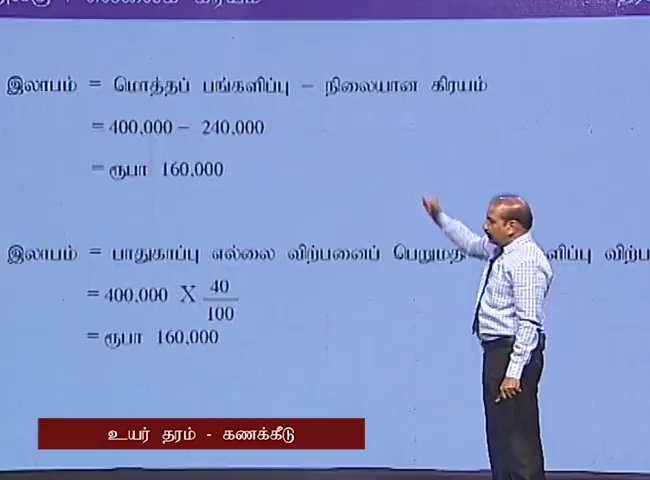 இலாபம் = மொத்தப் பங்களிப்பு – நிலையான கிரயம்
= 400,000 – 240,000
= ரூபா 160,000
இலாபம் = பாதுகாப்பு எல்லை விற்பனைப்
= 400,000 X 40
100
= ரூபா 160,000
உயர் தரம் - கணக்கீடு